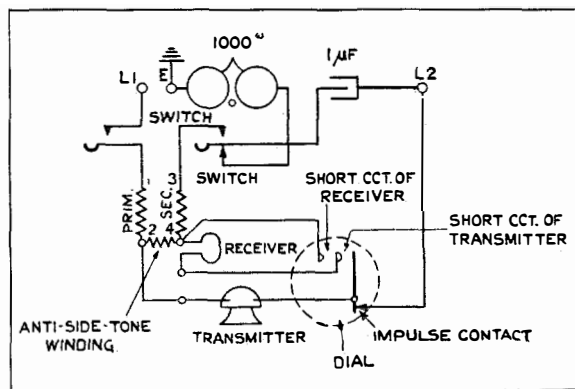 1000ω
1µF
L1
E
L2
SWITCH
SWITCH
PRIM.
1
SEC.
3
SHORT CCT. OF
RECEIVER
SHORT CCT. OF
TRANSMITTER
2
4
RECEIVER
ANTI-SIDE-TONE
WINDING.
TRANSMITTER
IMPULSE CONTACT
DIAL